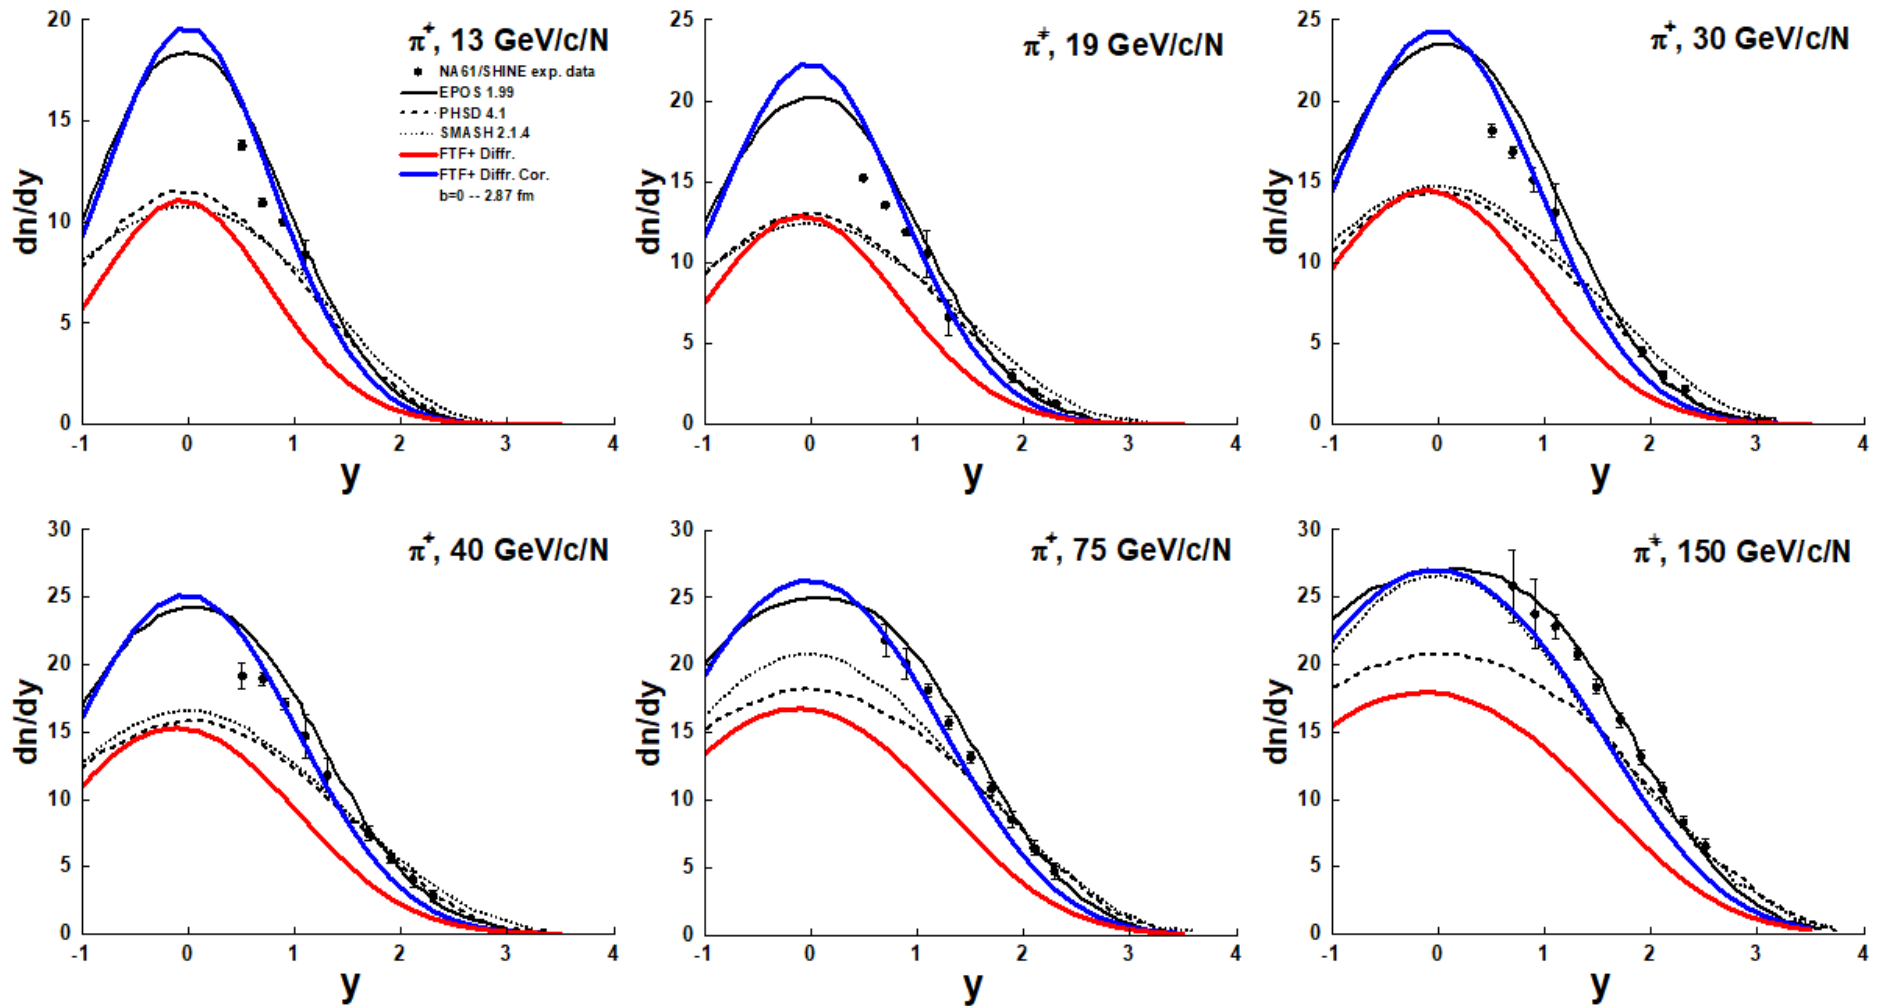 π⁺, 13 GeV/c/N
NA61/SHINE exp. data
EPOS 1.99
PHSD 4.1
SMASH 2.1.4
FTF+ Diffr.
FTF+ Diffr. Cor.
b=0 -- 2.87 fm
dn/dy
20
15
10
5
0
-1 0 1 2 3 4
y
π⁺, 19 GeV/c/N
dn/dy
25
20
15
10
5
0
-1 0 1 2 3 4
y
π⁺, 30 GeV/c/N
dn/dy
25
20
15
10
5
0
-1 0 1 2 3 4
y
π⁺, 40 GeV/c/N
dn/dy
30
25
20
15
10
5
0
-1 0 1 2 3 4
y
π⁺, 75 GeV/c/N
dn/dy
30
25
20
15
10
5
0
-1 0 1 2 3 4
y
π⁺, 150 GeV/c/N
dn/dy
30
25
20
15
10
5
0
-1 0 1 2 3 4
y